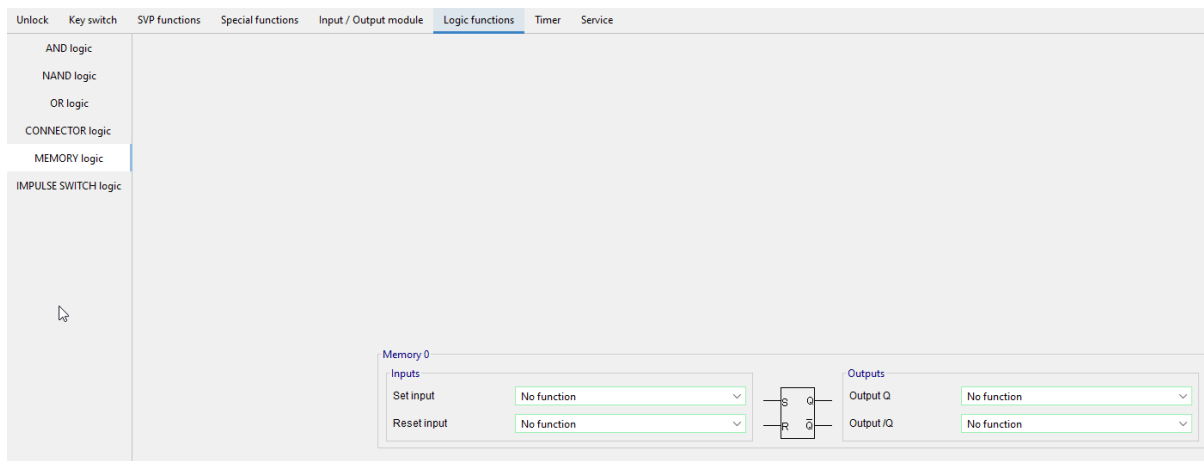 Unlock Key switch SVP functions Special functions Input / Output module Logic functions Timer Service
AND logic
NAND logic
OR logic
CONNECTOR logic
MEMORY logic
IMPULSE SWITCH logic
Memory 0
Inputs
Set input No function
Reset input No function
S Q
R Q̅
Outputs
Output Q No function
Output /Q No function